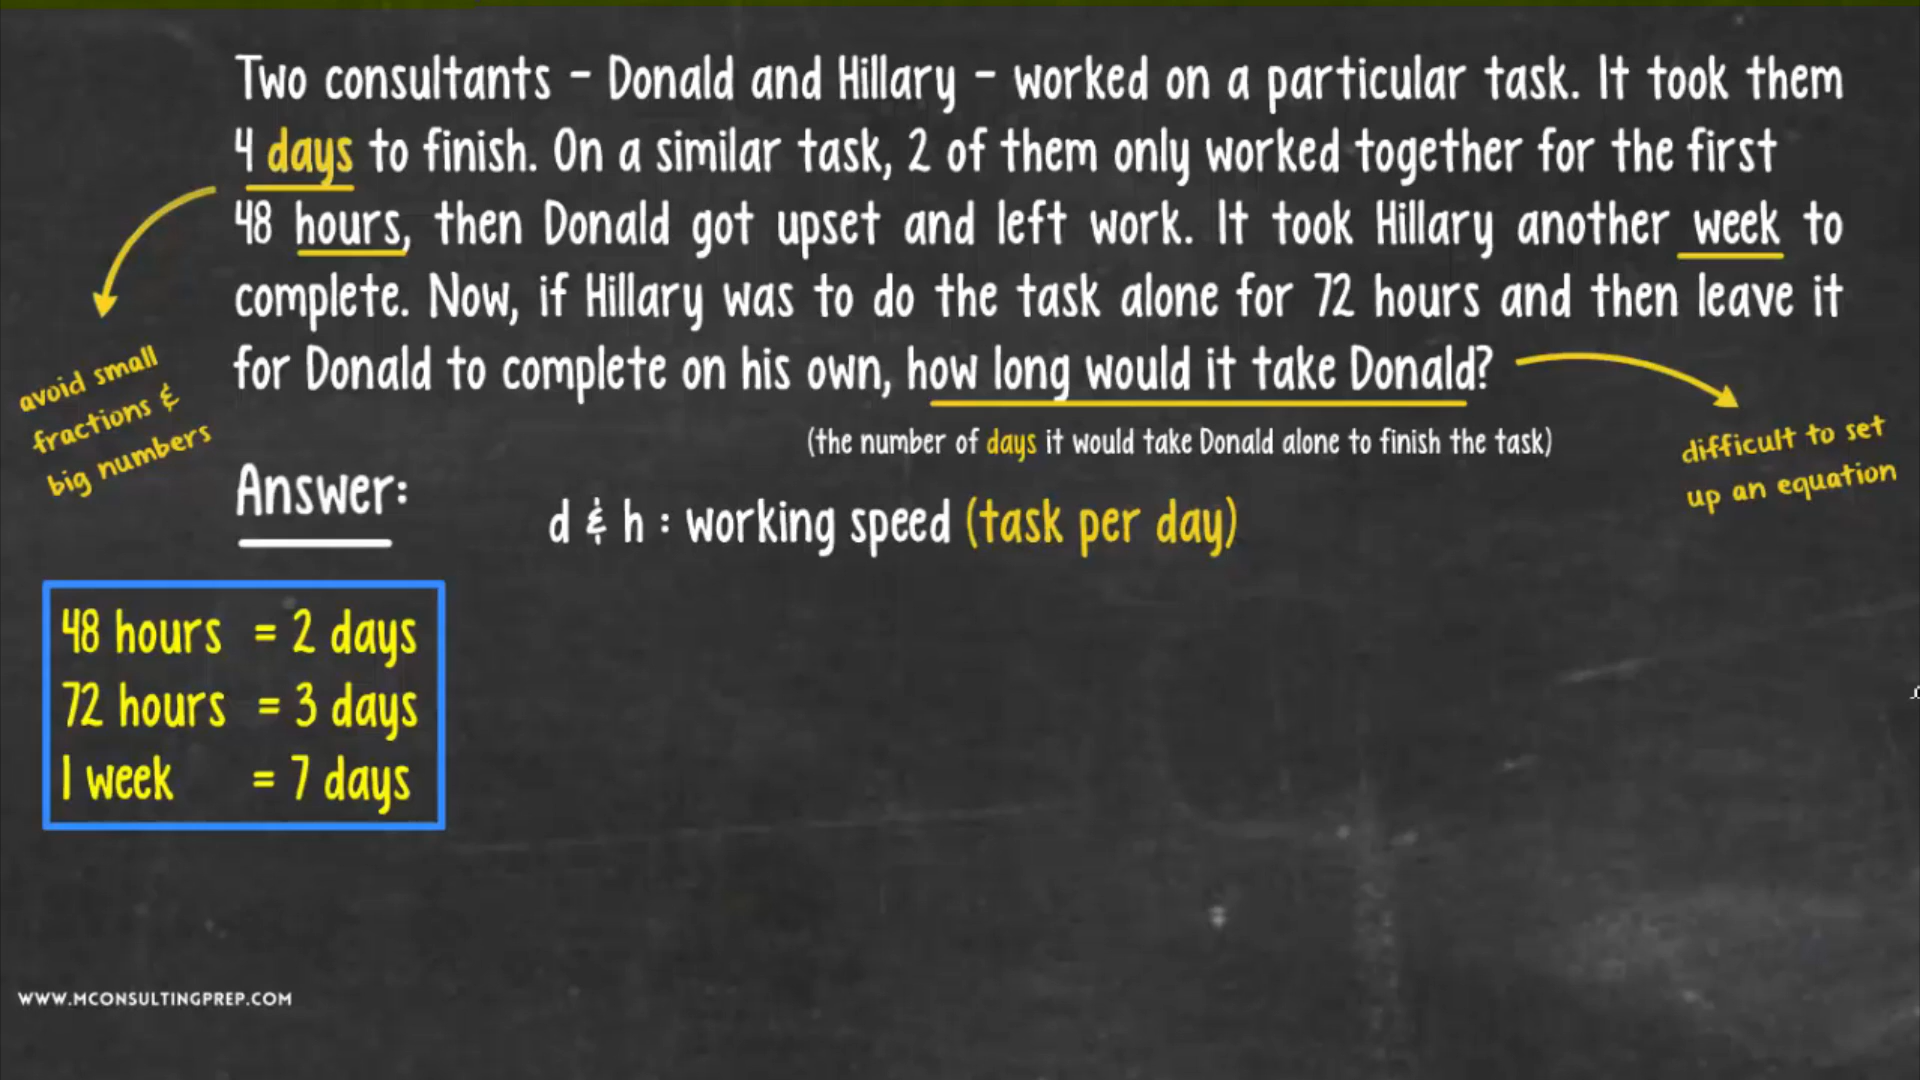 Two consultants - Donald and Hillary - worked on a particular task. It took them
4 days to finish. On a similar task, 2 of them only worked together for the first
48 hours, then Donald got upset and left work. It took Hillary another week to
complete. Now, if Hillary was to do the task alone for 72 hours and then leave it
for Donald to complete on his own, how long would it take Donald?
(the number of days it would take Donald alone to finish the task)
avoid small
fractions &
big numbers
difficult to set
up an equation
Answer:
d & h : working speed (task per day)
48 hours = 2 days
72 hours = 3 days
1 week = 7 days
WWW.MCONSULTINGPREP.COM